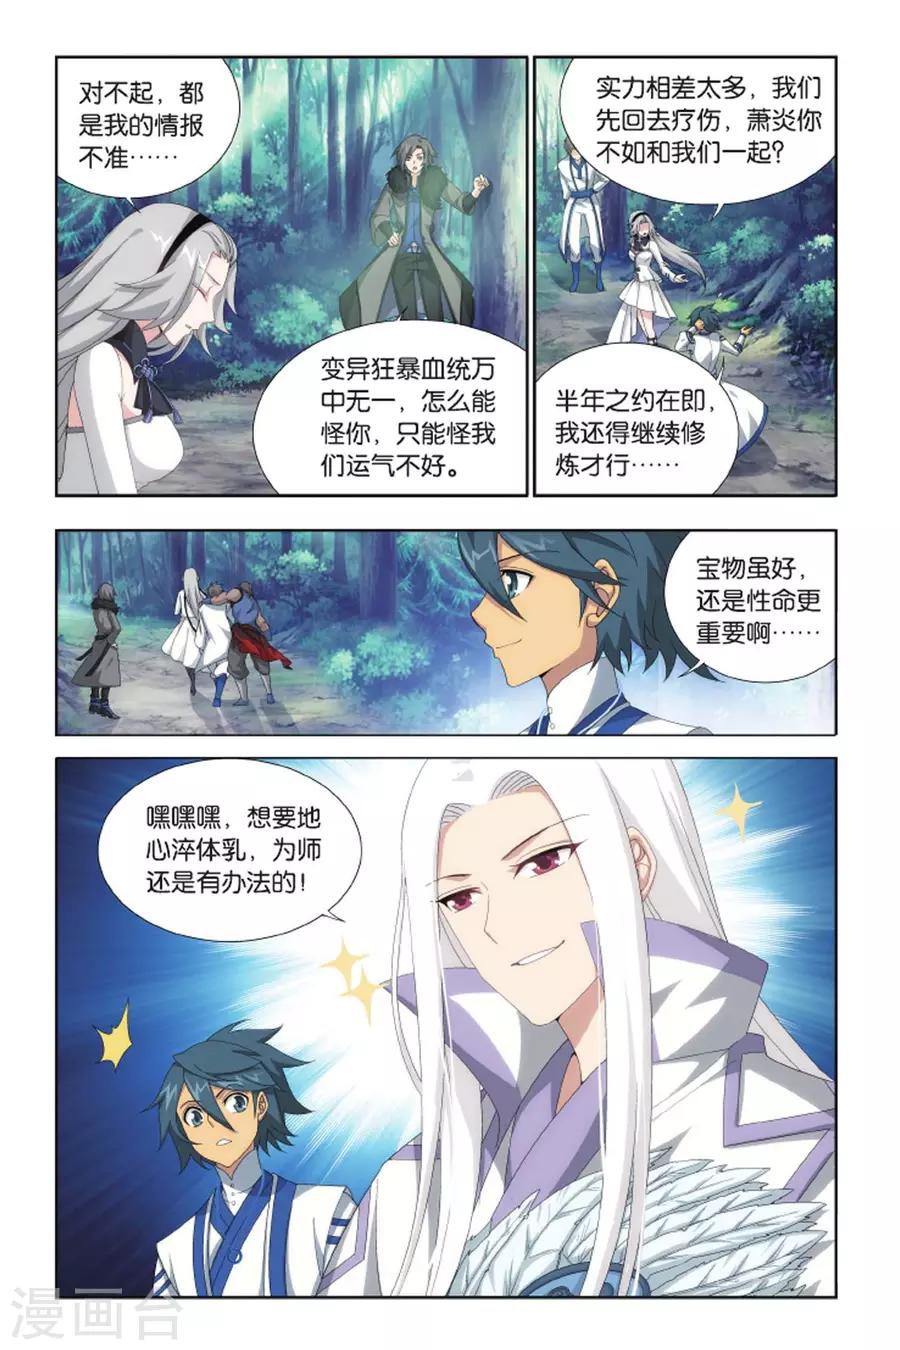 对不起，都
是我的情报
不准……
变异狂暴血统万
中无一，怎么能
怪你，只能怪我
们运气不好。
实力相差太多，我们
先回去疗伤，萧炎你
不如和我们一起？
半年之约在即，
我还得继续修
炼才行……
宝物虽好，
还是性命更
重要啊……
嘿嘿嘿，想要地
心淬体乳，为师
还是有办法的！
漫画台